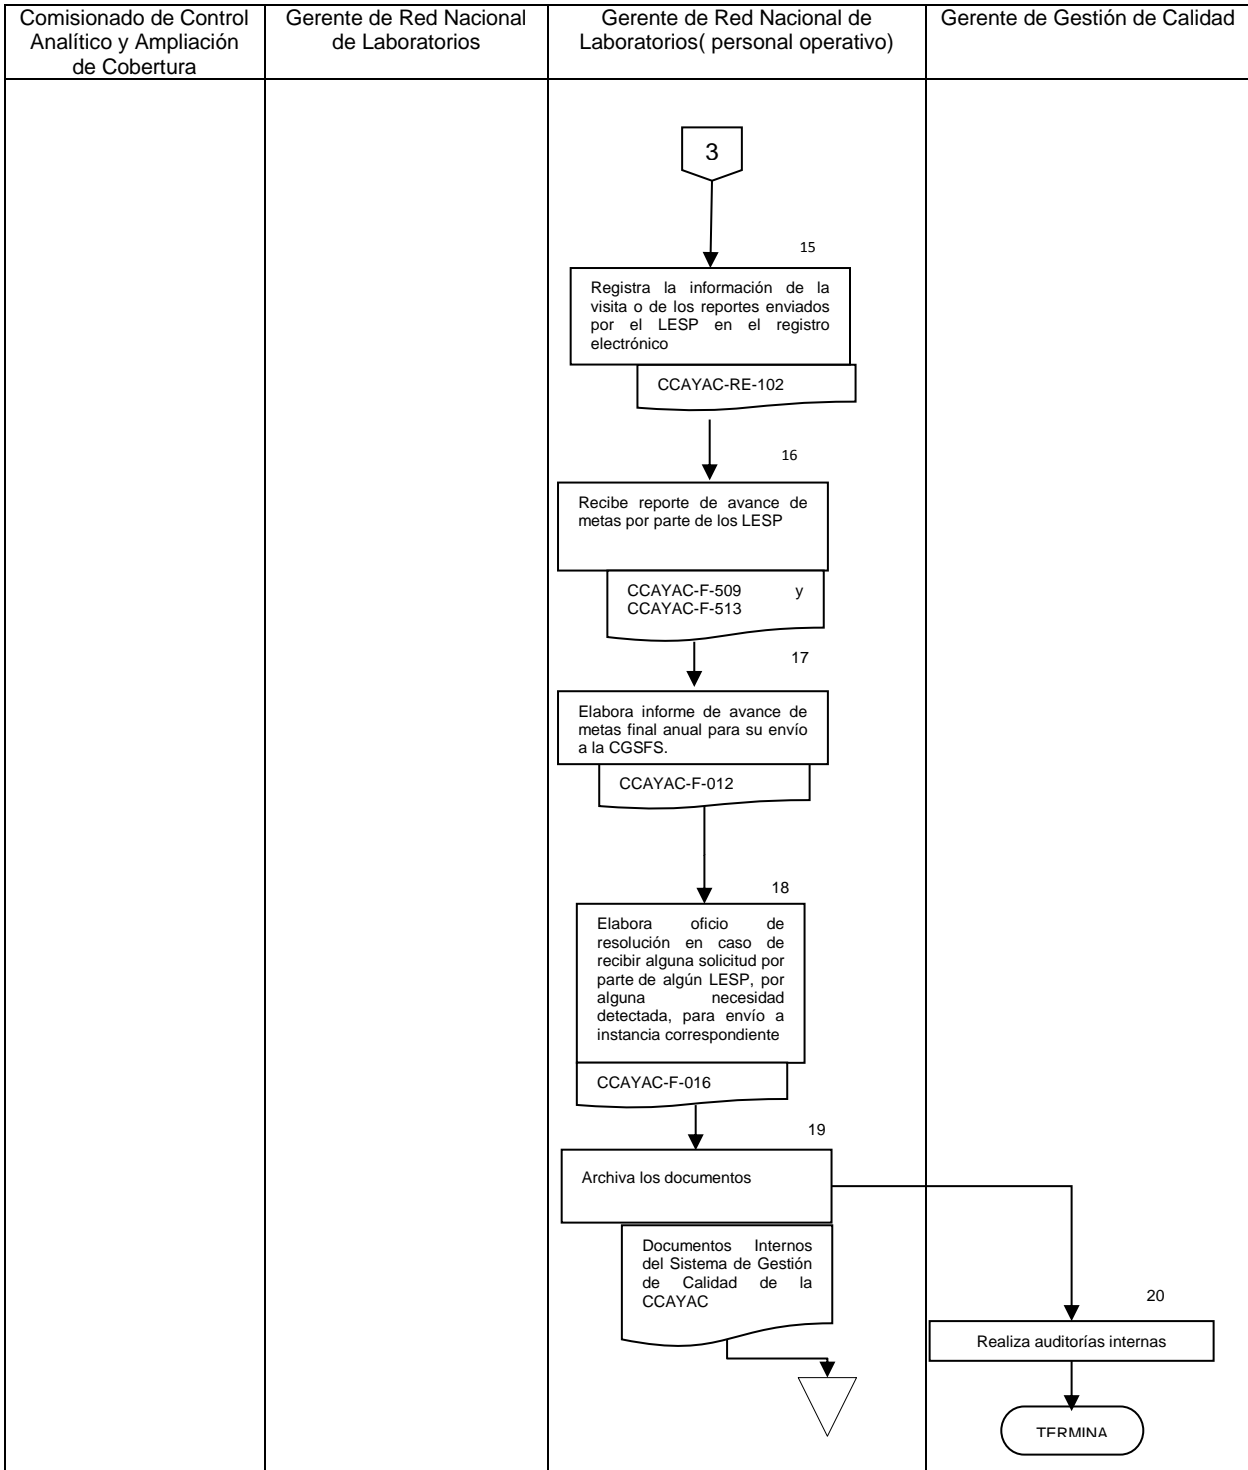 Comisionado de Control
Analítico y Ampliación
de Cobertura
Gerente de Red Nacional
de Laboratorios
Gerente de Red Nacional de
Laboratorios( personal operativo)
Gerente de Gestión de Calidad
3
15
Registra la información de la
visita o de los reportes enviados
por el LESP en el registro
electrónico
CCAYAC-RE-102
16
Recibe reporte de avance de
metas por parte de los LESP
CCAYAC-F-509 y
CCAYAC-F-513
17
Elabora informe de avance de
metas final anual para su envío
a la CGSFS.
CCAYAC-F-012
18
Elabora oficio de
resolución en caso de
recibir alguna solicitud por
parte de algún LESP, por
alguna necesidad
detectada, para envío a
instancia correspondiente
CCAYAC-F-016
19
Archiva los documentos
Documentos Internos
del Sistema de Gestión
de Calidad de la
CCAYAC
20
Realiza auditorías internas
TERMINA